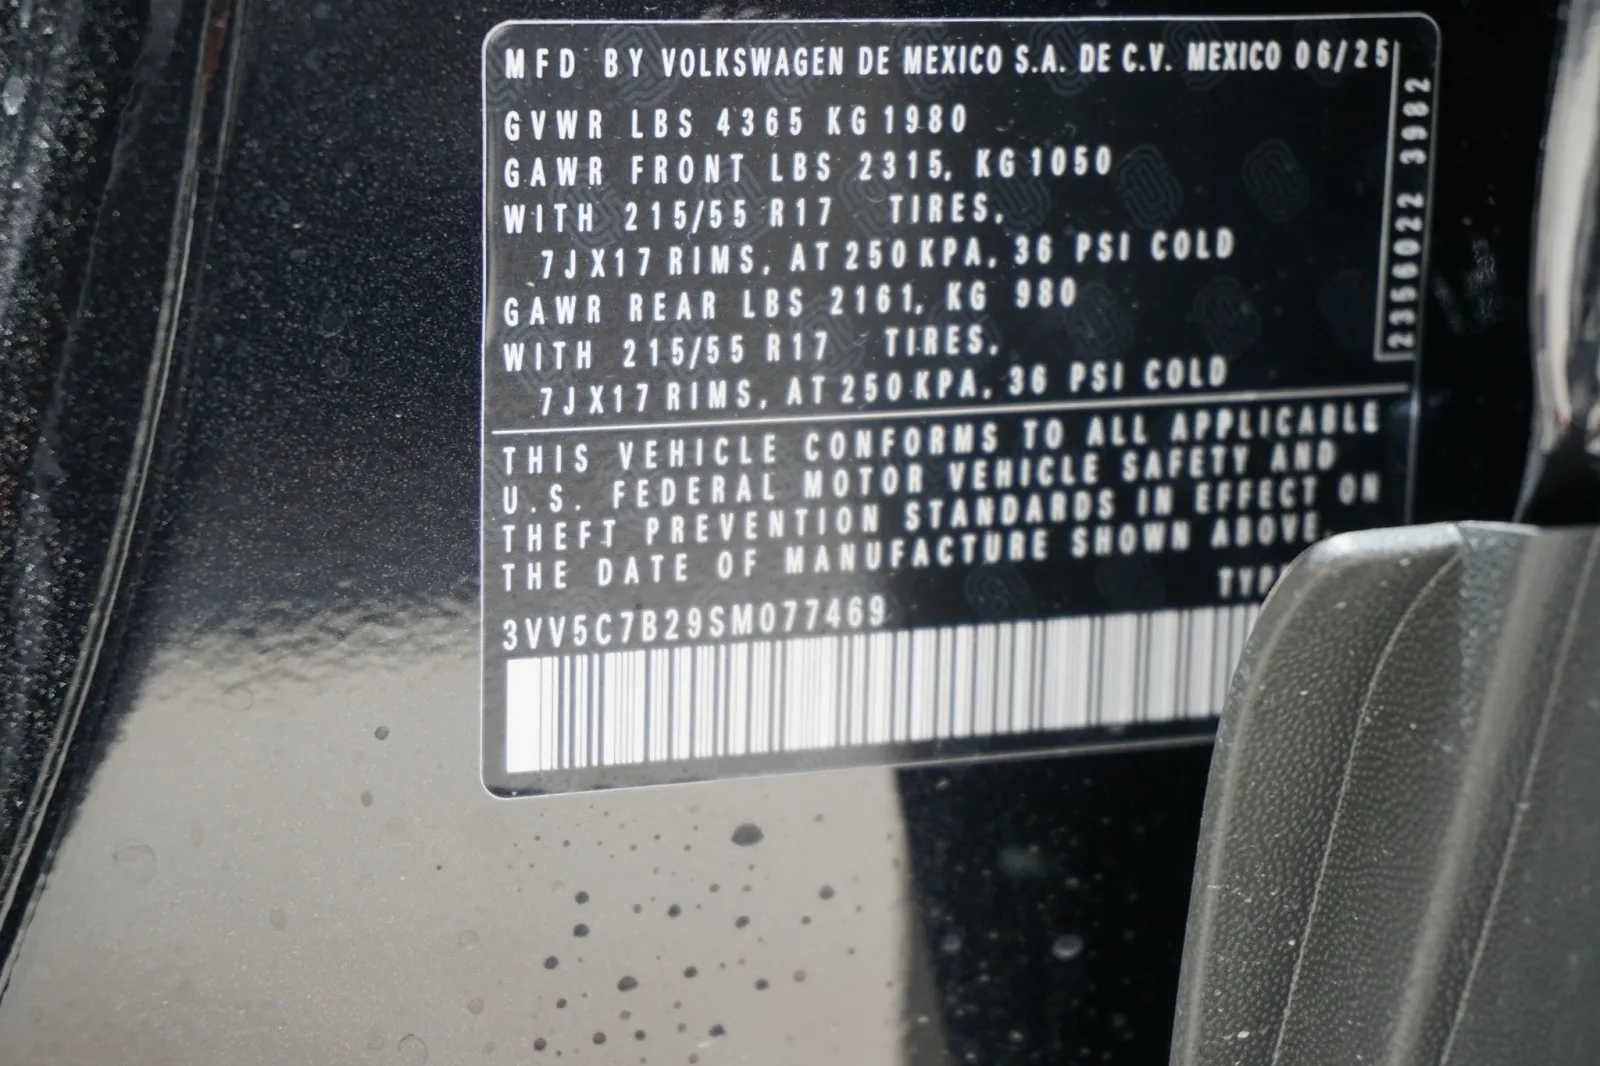 MFD BY VOLKSWAGEN DE MEXICO S.A. DE C.V. MEXICO 06/25
GVWR LBS 4365 KG 1980
GAWR FRONT LBS 2315, KG 1050
WITH 215/55 R17 TIRES,
7JX17 RIMS, AT 250 KPA, 36 PSI COLD
GAWR REAR LBS 2161, KG 980
WITH 215/55 R17 TIRES,
7JX17 RIMS, AT 250 KPA, 36 PSI COLD
2356022 3982
THIS VEHICLE CONFORMS TO ALL APPLICABLE
U.S. FEDERAL MOTOR VEHICLE SAFETY AND
THEFT PREVENTION STANDARDS IN EFFECT ON
THE DATE OF MANUFACTURE SHOWN ABOVE.
3VV5C7B29SM077469